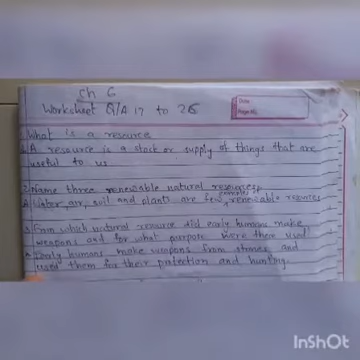 Ch 6
Worksheet Q/A 17 to 26
Date
Page No.
What is a resource
A resource is a stock or supply of things that are
useful to us
Name three renewable natural resources
examples of
Water, air, soil and plants are few renewable resources
3 From which natural resource did early humans make
weapons and for what purpose were them used
Early humans make weapons from stones and
used them for their protection and hunting.
InShOt